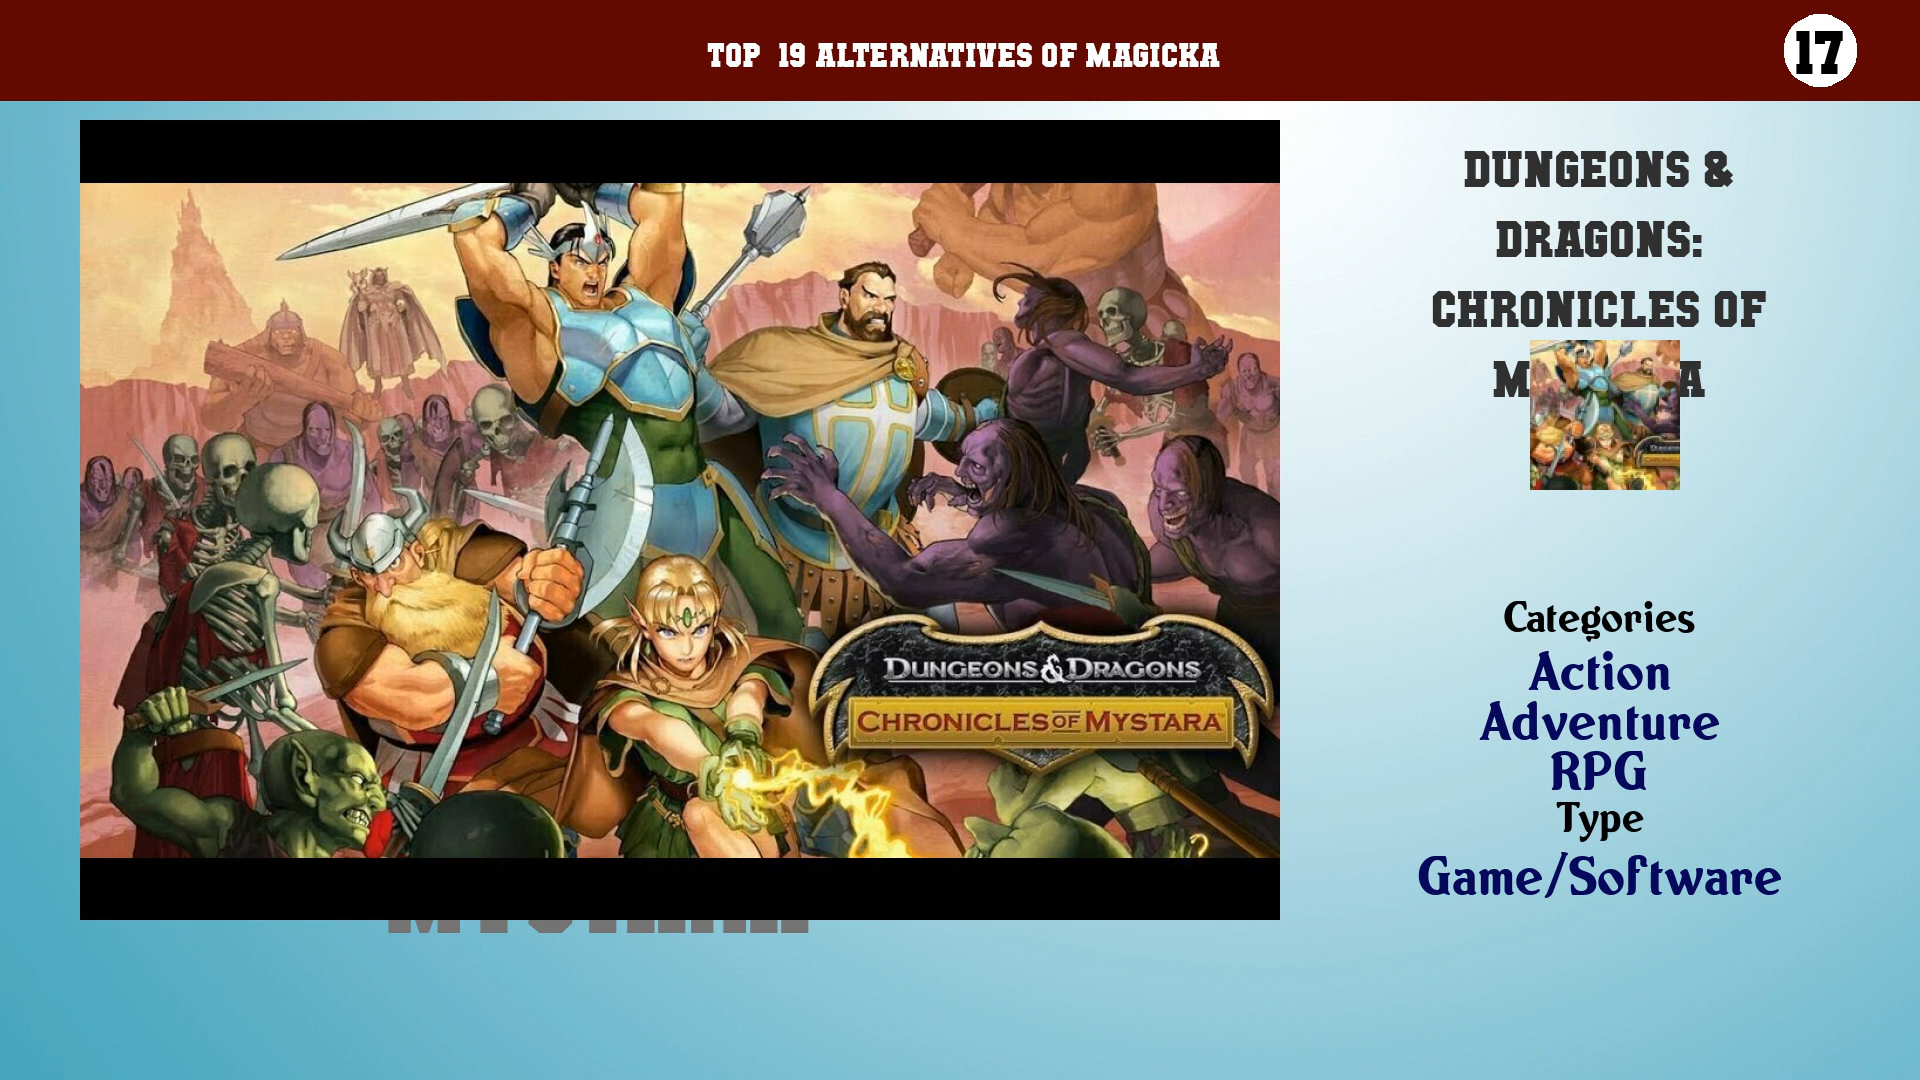 TOP 19 ALTERNATIVES OF MAGICKA
17
DUNGEONS &
DRAGONS:
CHRONICLES OF
DUNGEONS & DRAGONS
CHRONICLES OF MYSTARA
Categories
Action
Adventure
RPG
Type
Game/Software